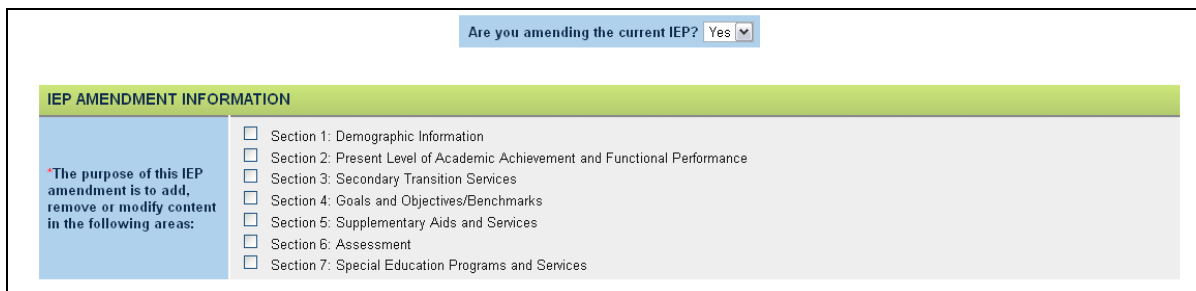 Are you amending the current IEP? Yes
IEP AMENDMENT INFORMATION
*The purpose of this IEP
amendment is to add,
remove or modify content
in the following areas:
Section 1: Demographic Information
Section 2: Present Level of Academic Achievement and Functional Performance
Section 3: Secondary Transition Services
Section 4: Goals and Objectives/Benchmarks
Section 5: Supplementary Aids and Services
Section 6: Assessment
Section 7: Special Education Programs and Services